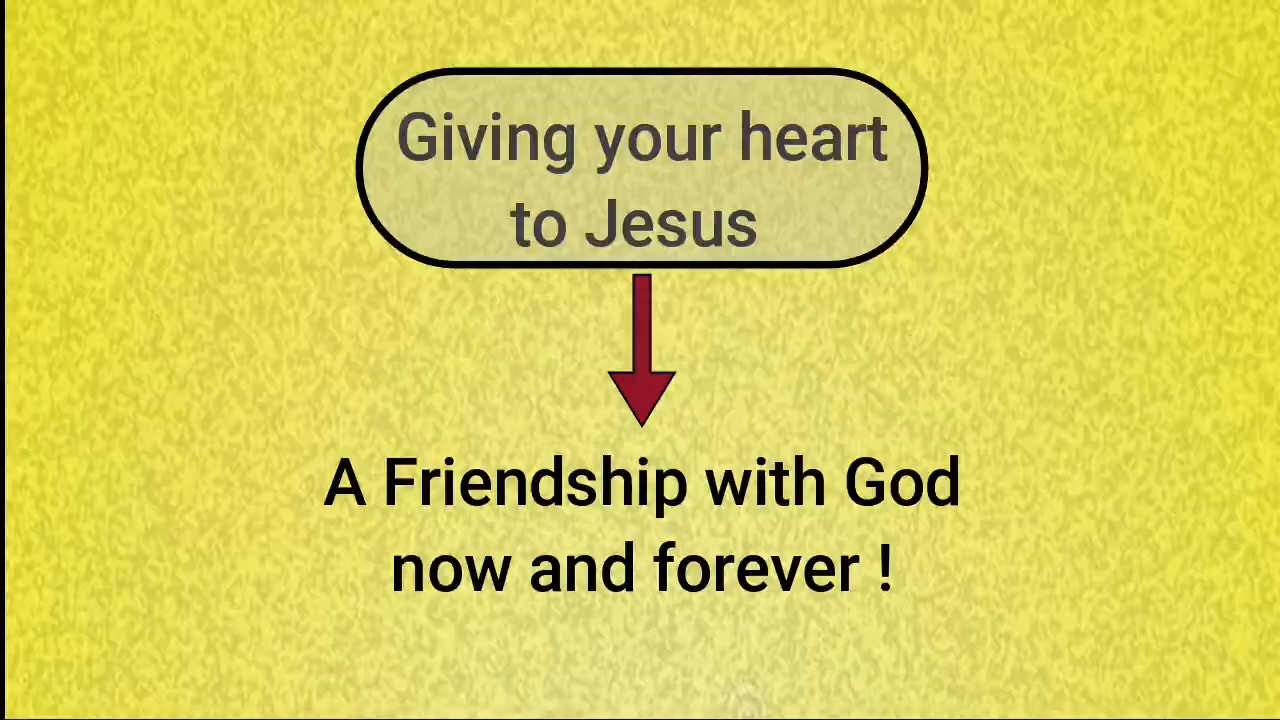 Giving your heart
to Jesus
A Friendship with God
now and forever !